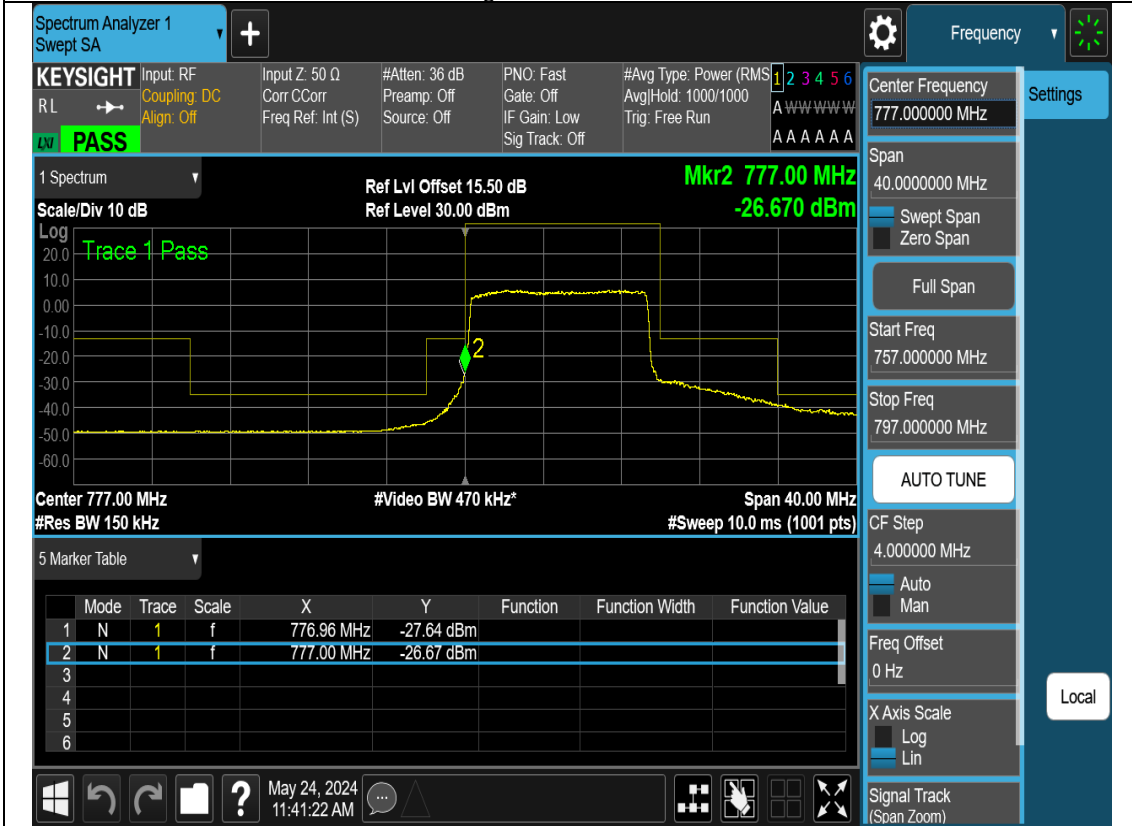 Spectrum Analyzer 1
Swept SA
Frequency
KEYSIGHT
RL
LXI PASS
Input: RF
Coupling: DC
Align: Off
Input Z: 50 Ω
Corr CCorr
Freq Ref: Int (S)
#Atten: 36 dB
Preamp: Off
Source: Off
PNO: Fast
Gate: Off
IF Gain: Low
Sig Track: Off
#Avg Type: Power (RMS
Avg|Hold: 1000/1000
Trig: Free Run
1 2 3 4 5 6
A W W W W W
A A A A A A
1 Spectrum
Scale/Div 10 dB
Ref Lvl Offset 15.50 dB
Ref Level 30.00 dBm
Mkr2 777.00 MHz
-26.670 dBm
Log
Trace 1 Pass
20.0
10.0
0.00
-10.0
-20.0
-30.0
-40.0
-50.0
-60.0
2
Center 777.00 MHz
#Res BW 150 kHz
#Video BW 470 kHz*
Span 40.00 MHz
#Sweep 10.0 ms (1001 pts)
5 Marker Table
Mode Trace Scale X Y Function Function Width Function Value
1 N 1 f 776.96 MHz -27.64 dBm
2 N 1 f 777.00 MHz -26.67 dBm
3
4
5
6
May 24, 2024
11:41:22 AM
Center Frequency
777.000000 MHz
Settings
Span
40.0000000 MHz
Swept Span
Zero Span
Full Span
Start Freq
757.000000 MHz
Stop Freq
797.000000 MHz
AUTO TUNE
CF Step
4.000000 MHz
Auto
Man
Freq Offset
0 Hz
X Axis Scale
Log
Lin
Local
Signal Track
(Span Zoom)